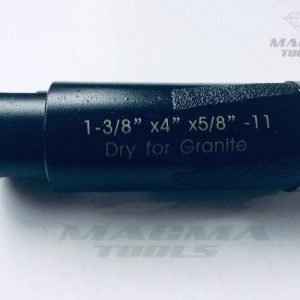 MAGMA
TOOLS
1-3/8” x4” x5/8” -11
Dry for Granite
MAGMA
TOOLS